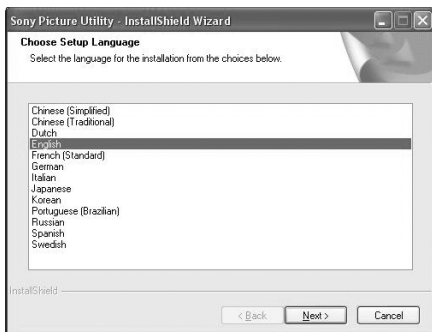 Sony Picture Utility - InstallShield Wizard
Choose Setup Language
Select the language for the installation from the choices below.
Chinese (Simplified)
Chinese (Traditional)
Dutch
English
French (Standard)
German
Italian
Japanese
Korean
Portuguese (Brazilian)
Russian
Spanish
Swedish
InstallShield
< Back
Next >
Cancel